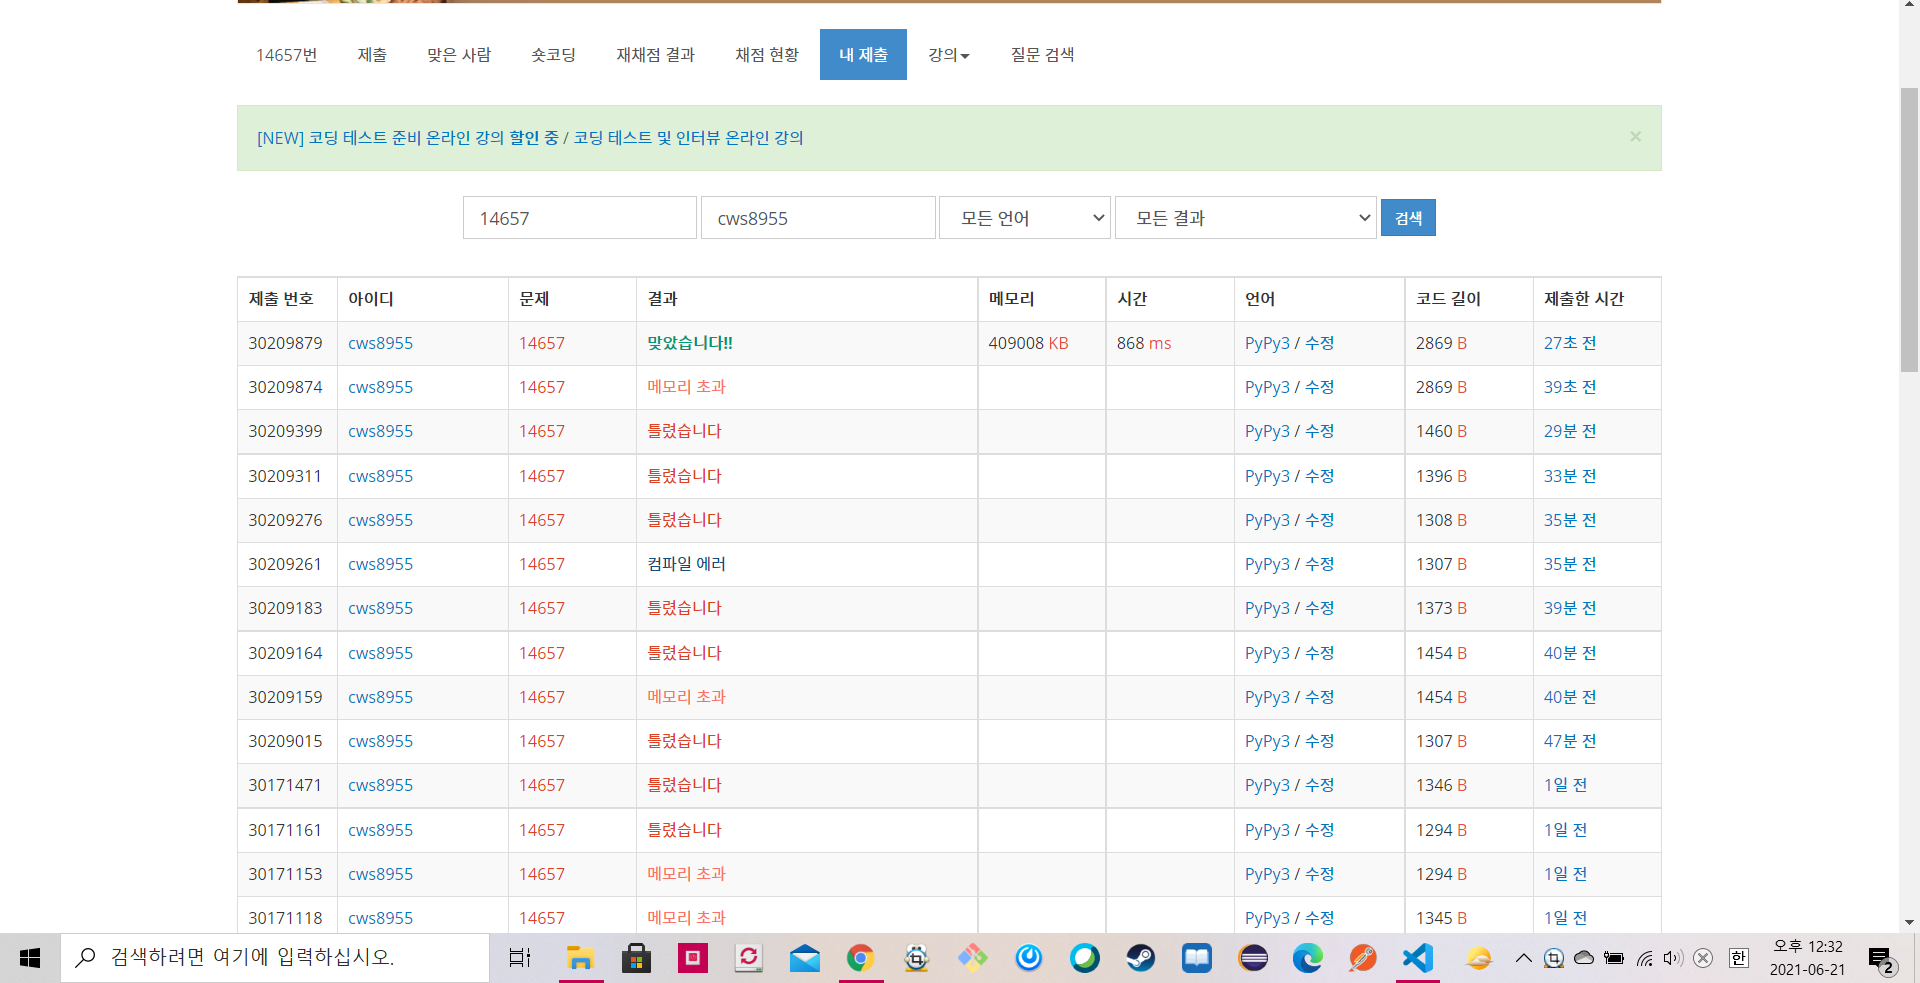 14657번 제출 맞은 사람 숏코딩 재채점 결과 채점 현황 내 제출 강의 질문 검색
[NEW] 코딩 테스트 준비 온라인 강의 할인 중 / 코딩 테스트 및 인터뷰 온라인 강의 ×
14657 cws8955 모든 언어 모든 결과 검색
제출 번호 아이디 문제 결과 메모리 시간 언어 코드 길이 제출한 시간
30209879 cws8955 14657 맞았습니다!! 409008 KB 868 ms PyPy3 / 수정 2869 B 27초 전
30209874 cws8955 14657 메모리 초과 PyPy3 / 수정 2869 B 39초 전
30209399 cws8955 14657 틀렸습니다 PyPy3 / 수정 1460 B 29분 전
30209311 cws8955 14657 틀렸습니다 PyPy3 / 수정 1396 B 33분 전
30209276 cws8955 14657 틀렸습니다 PyPy3 / 수정 1308 B 35분 전
30209261 cws8955 14657 컴파일 에러 PyPy3 / 수정 1307 B 35분 전
30209183 cws8955 14657 틀렸습니다 PyPy3 / 수정 1373 B 39분 전
30209164 cws8955 14657 틀렸습니다 PyPy3 / 수정 1454 B 40분 전
30209159 cws8955 14657 메모리 초과 PyPy3 / 수정 1454 B 40분 전
30209015 cws8955 14657 틀렸습니다 PyPy3 / 수정 1307 B 47분 전
30171471 cws8955 14657 틀렸습니다 PyPy3 / 수정 1346 B 1일 전
30171161 cws8955 14657 틀렸습니다 PyPy3 / 수정 1294 B 1일 전
30171153 cws8955 14657 메모리 초과 PyPy3 / 수정 1294 B 1일 전
30171118 cws8955 14657 메모리 초과 PyPy3 / 수정 1345 B 1일 전
검색하려면 여기에 입력하십시오. 한 오후 12:32
2021-06-21 2